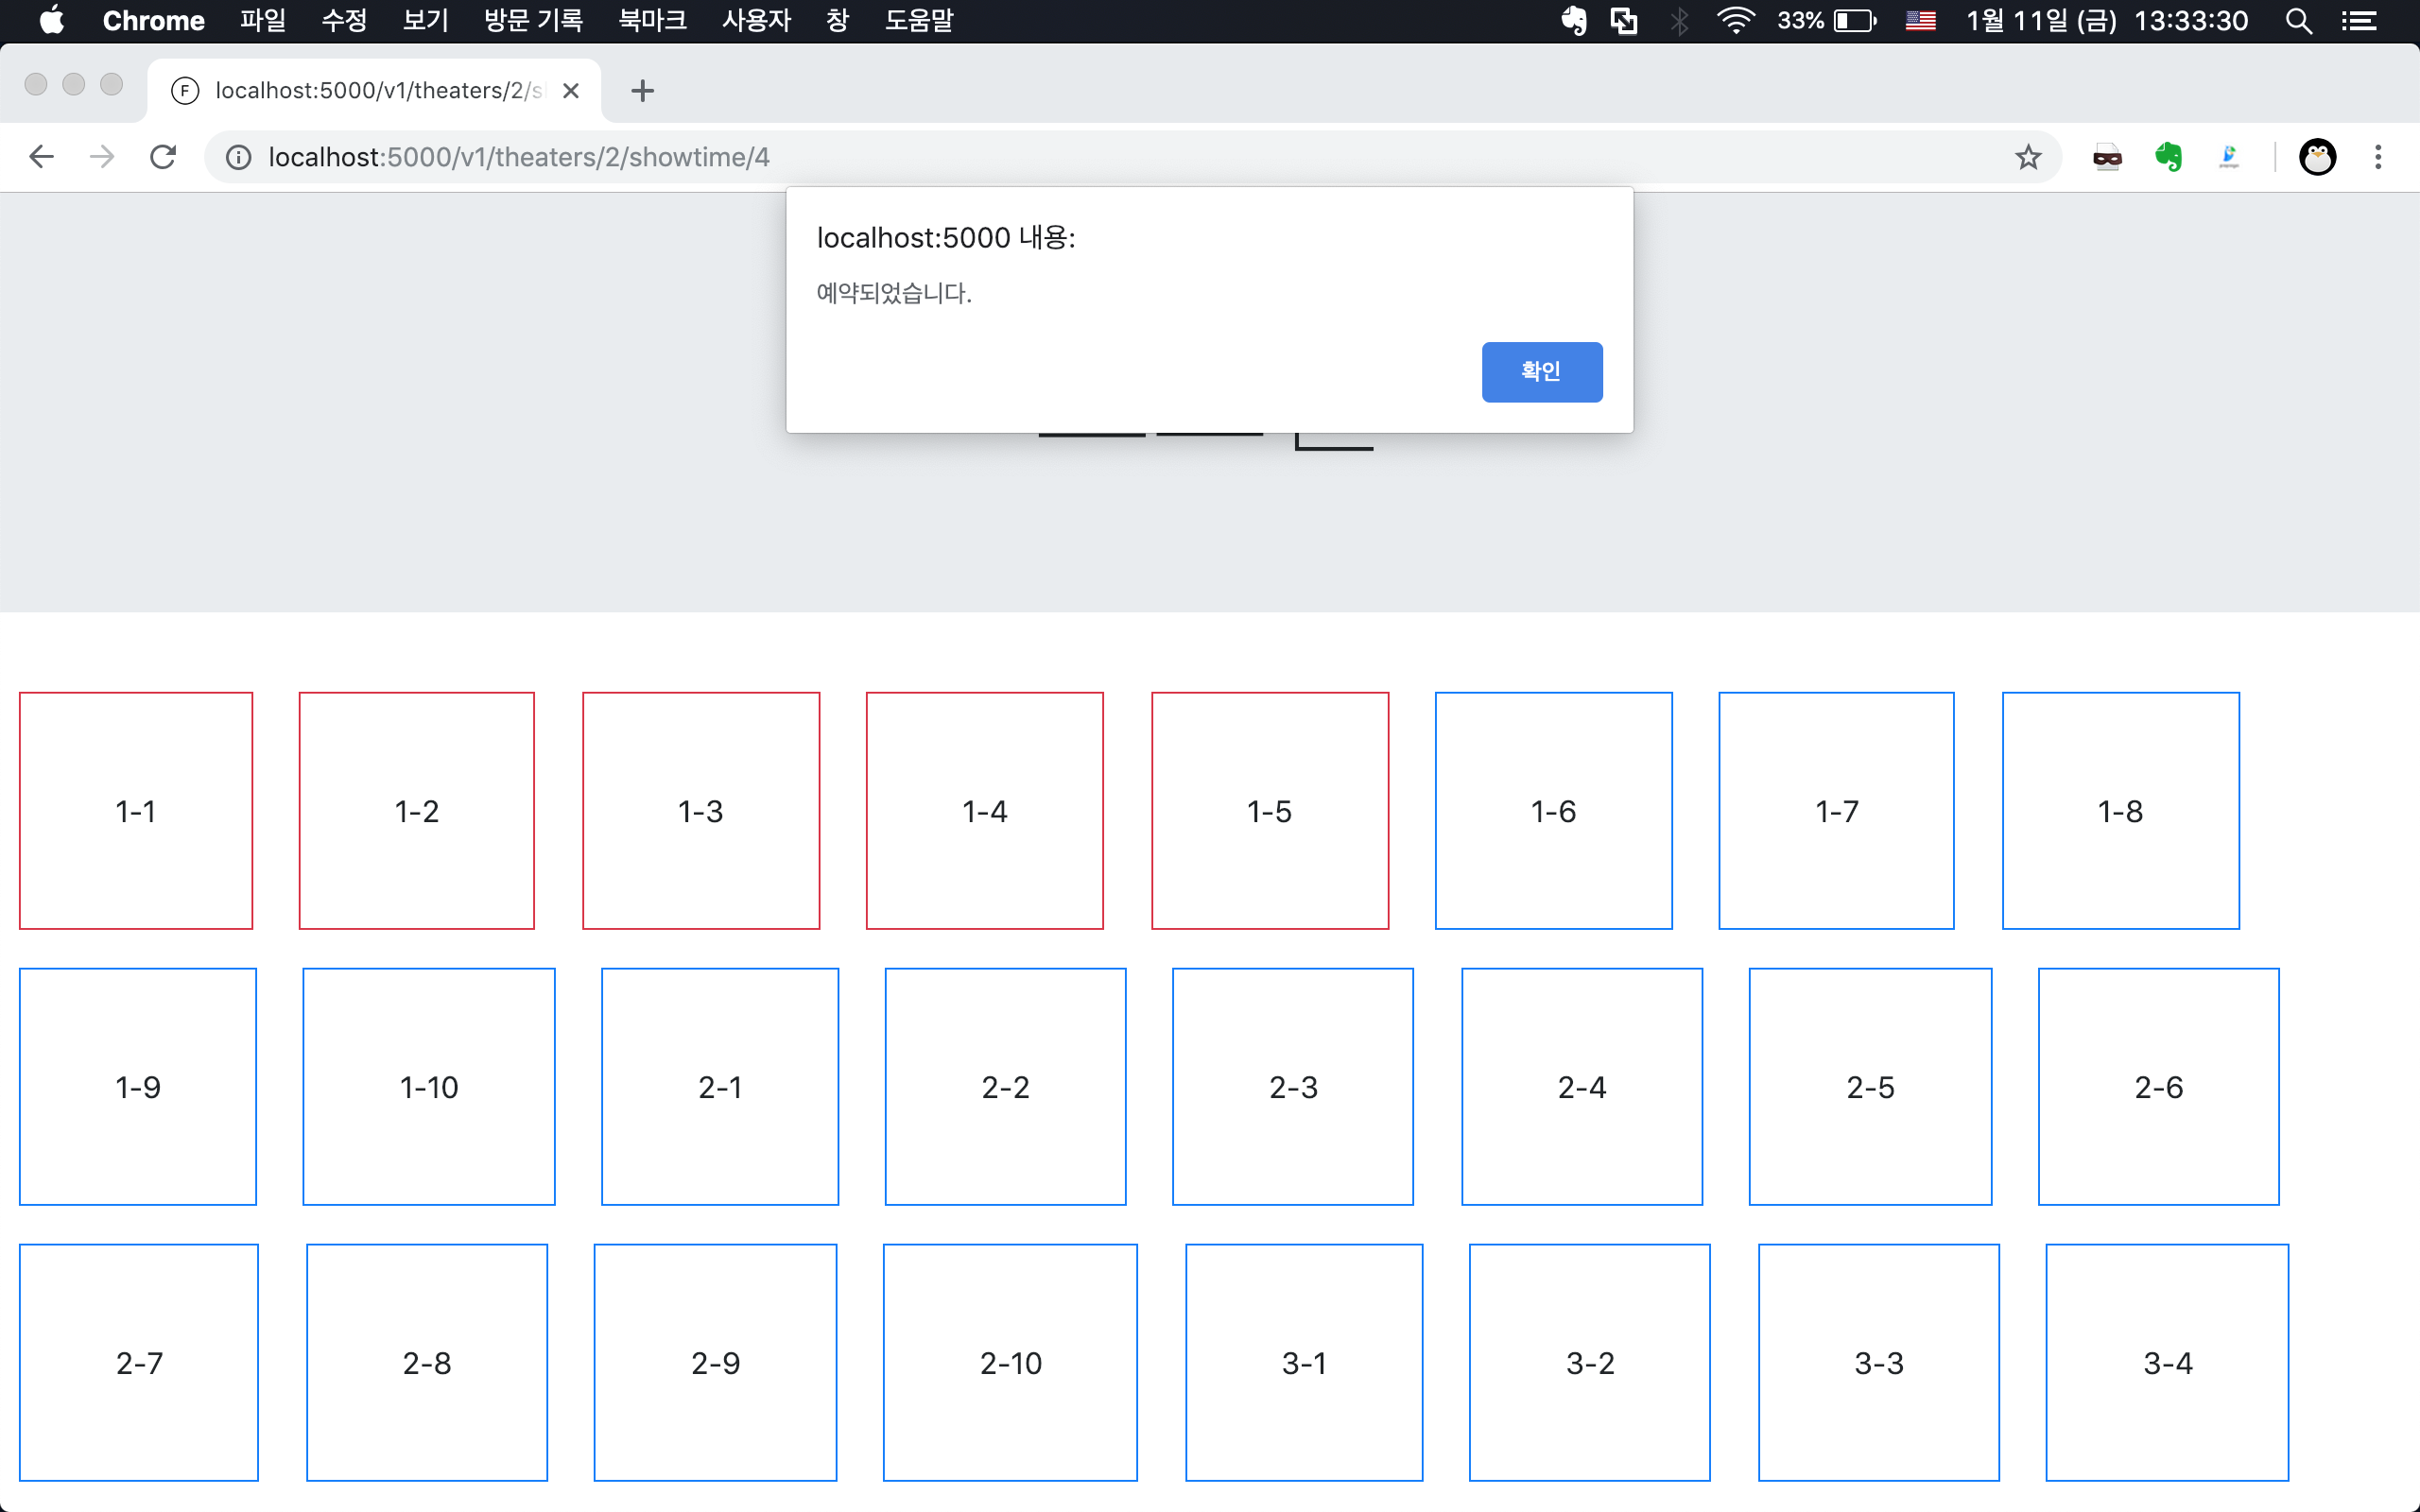 Chrome 파일 수정 보기 방문 기록 북마크 사용자 창 도움말 33% 1월 11일 (금) 13:33:30
F localhost:5000/v1/theaters/2/s
localhost:5000/v1/theaters/2/showtime/4
localhost:5000 내용:
예약되었습니다.
확인
1-1 1-2 1-3 1-4 1-5 1-6 1-7 1-8
1-9 1-10 2-1 2-2 2-3 2-4 2-5 2-6
2-7 2-8 2-9 2-10 3-1 3-2 3-3 3-4